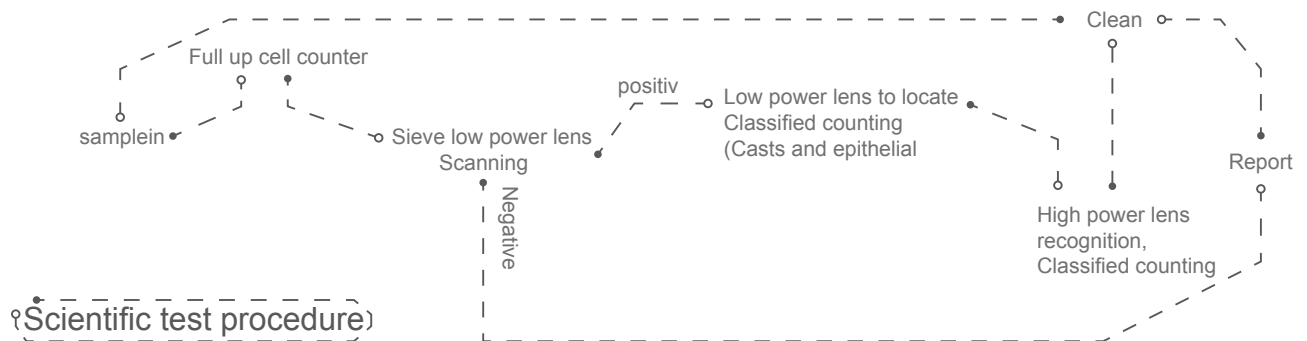 Clean
Full up cell counter
positiv
Low power lens to locate
Classified counting
(Casts and epithelial
samplein
Sieve low power lens
Scanning
Report
Negative
High power lens
recognition,
Classified counting
Scientific test procedure